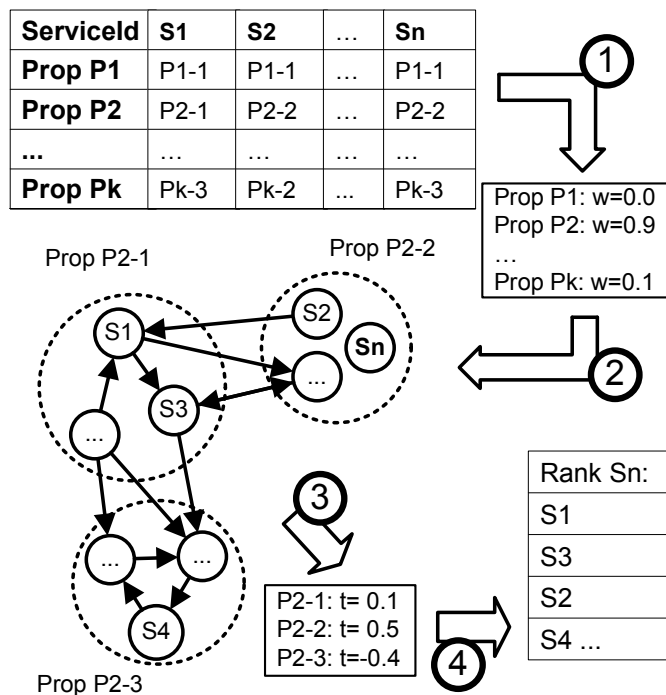 ServiceId S1 S2 … Sn
Prop P1 P1-1 P1-1 … P1-1
Prop P2 P2-1 P2-2 … P2-2
... … … … …
Prop Pk Pk-3 Pk-2 ... Pk-3
1
Prop P1: w=0.0
Prop P2: w=0.9
…
Prop Pk: w=0.1
2
Prop P2-1
Prop P2-2
S1
S2
Sn
...
S3
...
...
...
S4
Prop P2-3
3
P2-1: t= 0.1
P2-2: t= 0.5
P2-3: t=-0.4
4
Rank Sn:
S1
S3
S2
S4 ...